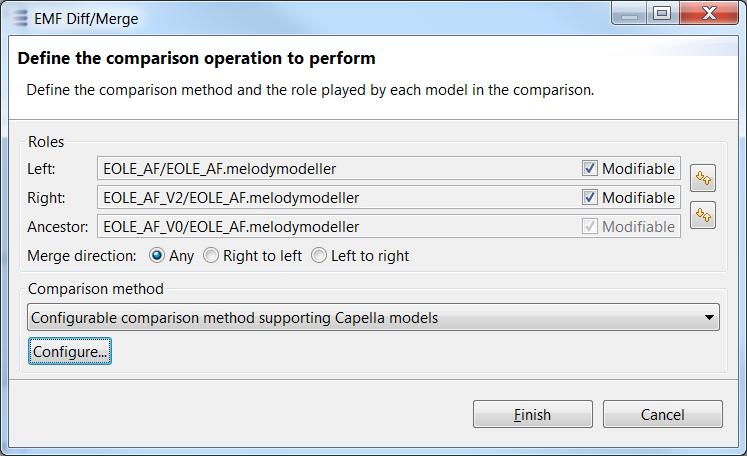 EMF Diff/Merge
Define the comparison operation to perform
Define the comparison method and the role played by each model in the comparison.
Roles
Left: EOLE_AF/EOLE_AF.melodymodeller Modifiable
Right: EOLE_AF_V2/EOLE_AF.melodymodeller Modifiable
Ancestor: EOLE_AF_V0/EOLE_AF.melodymodeller Modifiable
Merge direction: Any Right to left Left to right
Comparison method
Configurable comparison method supporting Capella models
Configure...
Finish Cancel